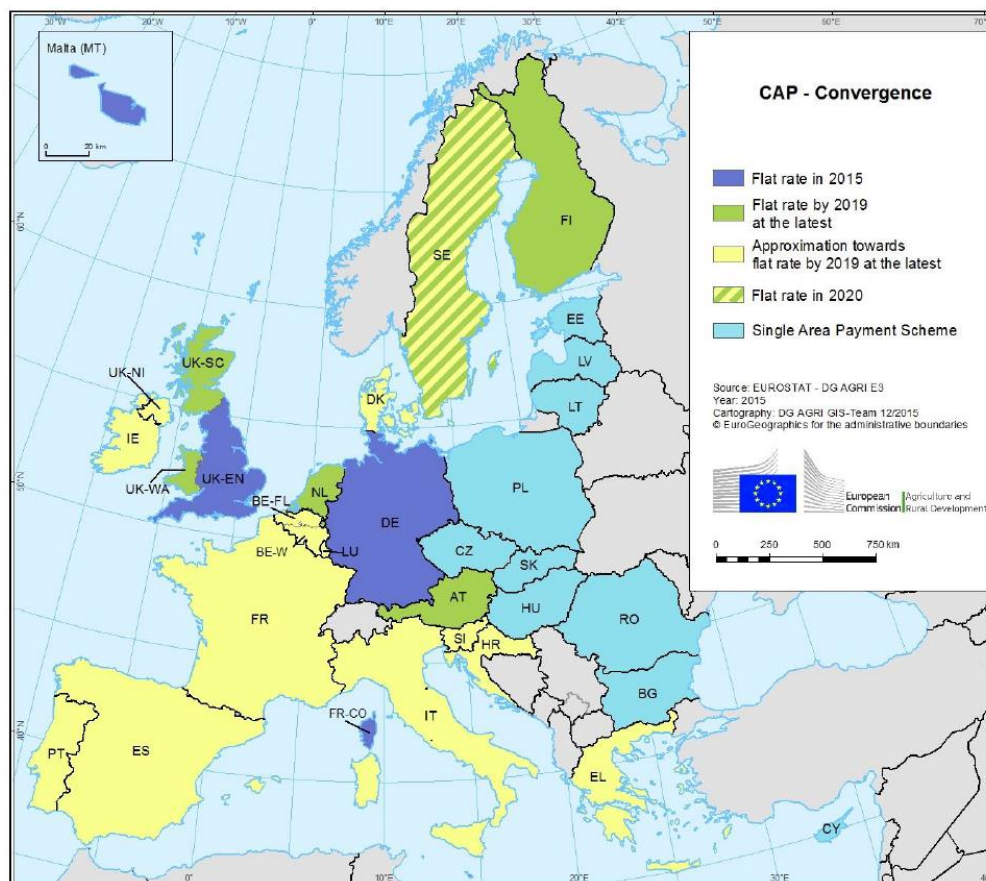 30°W
20°W
10°W
0°
10°E
20°E
30°E
40°E
50°E
60°E
70°
Malta (MT)
0 20 km
60°N
50°N
40°N
CAP - Convergence
Flat rate in 2015
Flat rate by 2019
at the latest
Approximation towards
flat rate by 2019 at the latest
Flat rate in 2020
Single Area Payment Scheme
Source: EUROSTAT - DG AGRI E3
Year: 2015
Cartography: DG AGRI GIS-Team 12/2015
© EuroGeographics for the administrative boundaries
European
Commission
Agriculture and
Rural Development
0 250 500 750 km
FI
SE
EE
LV
LT
DK
UK-SC
UK-NI
IE
UK-WA
UK-EN
NL
BE-FL
BE-W
LU
DE
PL
CZ
SK
AT
HU
RO
FR
SI
HR
BG
IT
FR-CO
PT
ES
EL
CY
0°
10°E
20°E
30°E